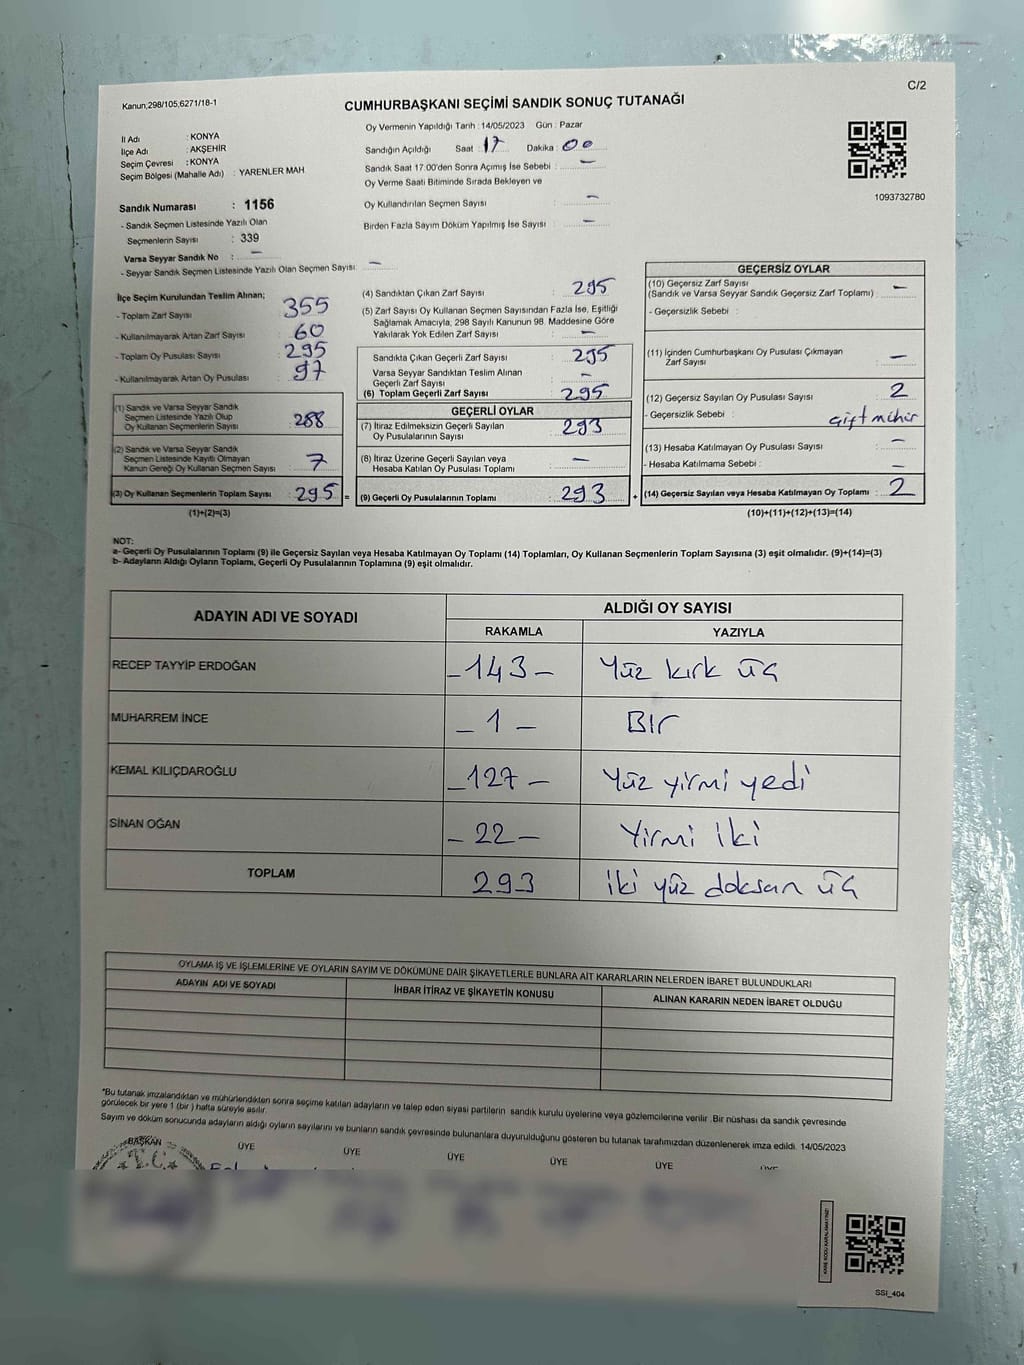 C/2
Kanun;298/105;6271/18-1
CUMHURBAŞKANI SEÇİMİ SANDIK SONUÇ TUTANAĞI
Oy Vermenin Yapıldığı Tarih : 14/05/2023 Gün : Pazar
İl Adı : KONYA
İlçe Adı : AKŞEHİR
Seçim Çevresi : KONYA
Seçim Bölgesi (Mahalle Adı) : YARENLER MAH
Sandığın Açıldığı Saat : 17 Dakika : 00
Sandık Saat 17.00'den Sonra Açımış İse Sebebi : -
Oy Verme Saati Bitiminde Sırada Bekleyen ve
Oy Kullandırılan Seçmen Sayısı : -
Birden Fazla Sayım Döküm Yapılmış İse Sayısı : -
1093732780
Sandık Numarası : 1156
- Sandık Seçmen Listesinde Yazılı Olan
Seçmenlerin Sayısı : 339
Varsa Seyyar Sandık No : -
- Seyyar Sandık Seçmen Listesinde Yazılı Olan Seçmen Sayısı: -
İlçe Seçim Kurulundan Teslim Alınan;
- Toplam Zarf Sayısı : 355
- Kullanılmayarak Artan Zarf Sayısı : 60
- Toplam Oy Pusulası Sayısı : 295
- Kullanılmayarak Artan Oy Pusulası : 97
(1) Sandık ve Varsa Seyyar Sandık
Seçmen Listesinde Yazılı Olup
Oy Kullanan Seçmenlerin Sayısı : 288
(2) Sandık ve Varsa Seyyar Sandık
Seçmen Listesinde Kayıtlı Olmayan
Kanun Gereği Oy Kullanan Seçmen Sayısı : 7
(3) Oy Kullanan Seçmenlerin Toplam Sayısı : 295 =
(1)+(2)=(3)
(4) Sandıktan Çıkan Zarf Sayısı : 295
(5) Zarf Sayısı Oy Kullanan Seçmen Sayısından Fazla İse, Eşitliği
Sağlamak Amacıyla, 298 Sayılı Kanunun 98. Maddesine Göre
Yakılarak Yok Edilen Zarf Sayısı : -
Sandıkta Çıkan Geçerli Zarf Sayısı : 295
Varsa Seyyar Sandıktan Teslim Alınan
Geçerli Zarf Sayısı : -
(6) Toplam Geçerli Zarf Sayısı : 295
GEÇERLİ OYLAR
(7) İtiraz Edilmeksizin Geçerli Sayılan
Oy Pusulalarının Sayısı : 293
(8) İtiraz Üzerine Geçerli Sayılan veya
Hesaba Katılan Oy Pusulası Toplamı : -
(9) Geçerli Oy Pusulalarının Toplamı : 293 +
GEÇERSİZ OYLAR
(10) Geçersiz Zarf Sayısı
(Sandık ve Varsa Seyyar Sandık Geçersiz Zarf Toplamı) : -
- Geçersizlik Sebebi :
(11) İçinden Cumhurbaşkanı Oy Pusulası Çıkmayan
Zarf Sayısı : -
(12) Geçersiz Sayılan Oy Pusulası Sayısı : 2
- Geçersizlik Sebebi : Çift mühür
(13) Hesaba Katılmayan Oy Pusulası Sayısı : -
- Hesaba Katılmama Sebebi : -
(14) Geçersiz Sayılan veya Hesaba Katılmayan Oy Toplamı : 2
(10)+(11)+(12)+(13)=(14)
NOT:
a- Geçerli Oy Pusulalarının Toplamı (9) ile Geçersiz Sayılan veya Hesaba Katılmayan Oy Toplamı (14) Toplamları, Oy Kullanan Seçmenlerin Toplam Sayısına (3) eşit olmalıdır. (9)+(14)=(3)
b- Adayların Aldığı Oyların Toplamı, Geçerli Oy Pusulalarının Toplamına (9) eşit olmalıdır.
ADAYIN ADI VE SOYADI
ALDIĞI OY SAYISI
RAKAMLA YAZIYLA
RECEP TAYYİP ERDOĞAN -143- Yüz kırk üç
MUHARREM İNCE -1- Bir
KEMAL KILIÇDAROĞLU -127- Yüz yirmi yedi
SİNAN OĞAN -22- Yirmi iki
TOPLAM 293 iki yüz doksan üç
OYLAMA İŞ VE İŞLEMLERİNE VE OYLARIN SAYIM VE DÖKÜMÜNE DAİR ŞİKAYETLERLE BUNLARA AİT KARARLARIN NELERDEN İBARET BULUNDUKLARI
ADAYIN ADI VE SOYADI İHBAR İTİRAZ VE ŞİKAYETİN KONUSU ALINAN KARARIN NEDEN İBARET OLDUĞU
*Bu tutanak imzalandıktan ve mühürlendikten sonra seçime katılan adayların ve talep eden siyasi partilerin sandık kurulu üyelerine veya gözlemcilerine verilir .Bir nüshası da sandık çevresinde
görülecek bir yere 1 (bir ) hafta süreyle asılır.
Sayım ve döküm sonucunda adayların aldığı oyların sayılarını ve bunların sandık çevresinde bulunanlara duyurulduğunu gösteren bu tutanak tarafımızdan düzenlenerek imza edildi. 14/05/2023
BAŞKAN ÜYE ÜYE ÜYE ÜYE ÜYE ÜYE
T.C.
KARE KODU KARALAMAYINIZ!
SSI_404